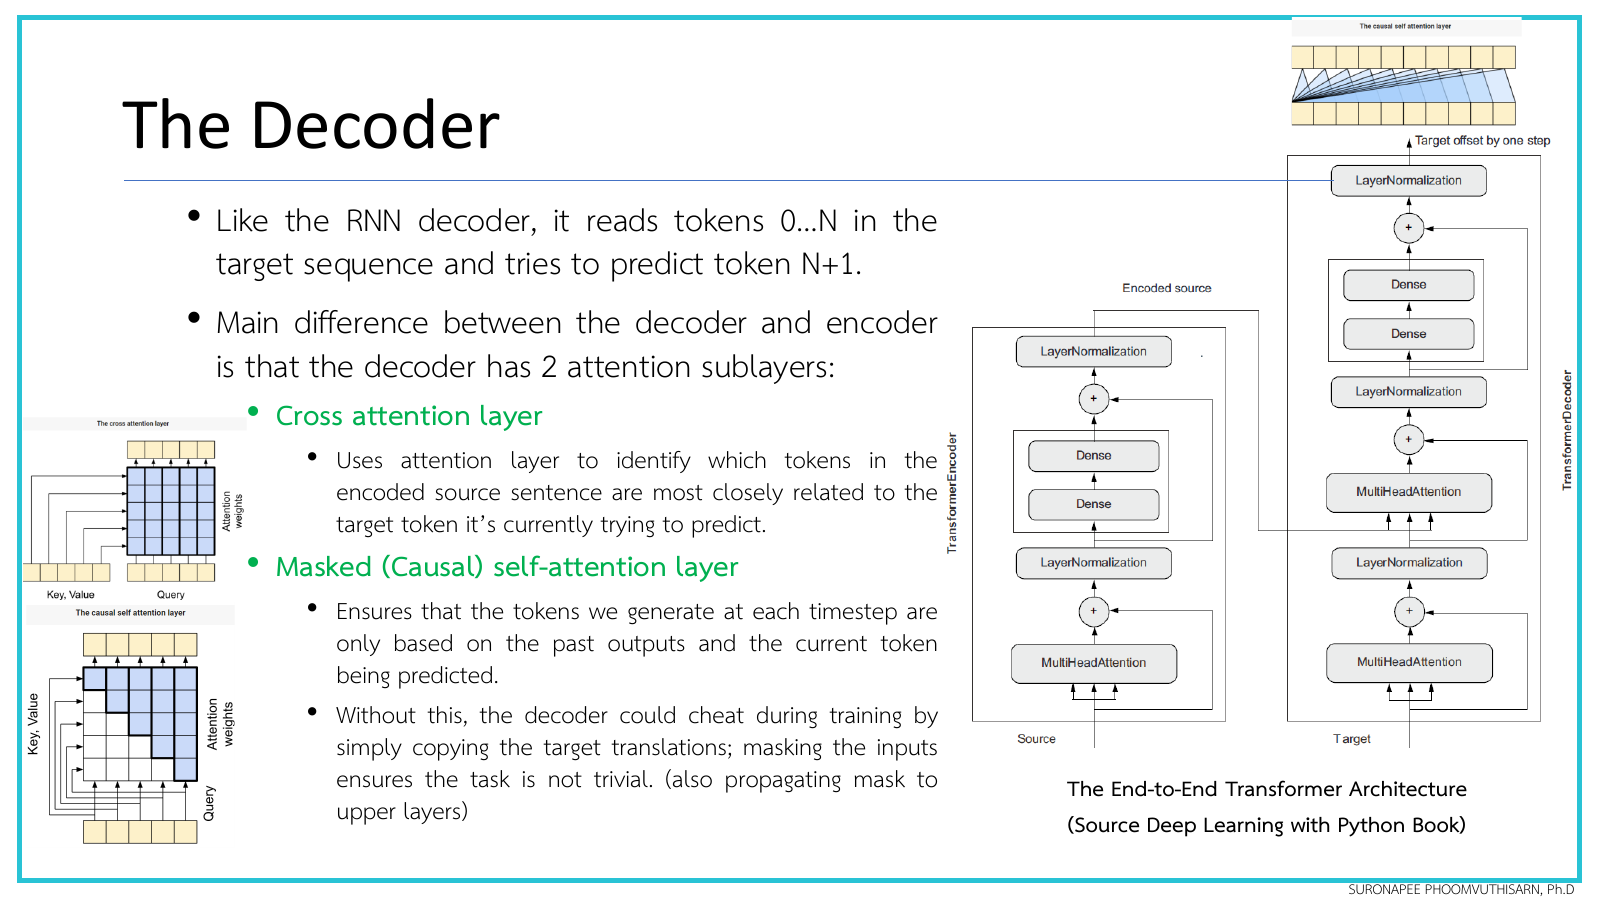 The causal self attention layer
The Decoder
• Like the RNN decoder, it reads tokens 0...N in the
target sequence and tries to predict token N+1.
• Main difference between the decoder and encoder
is that the decoder has 2 attention sublayers:
• Cross attention layer
• Uses attention layer to identify which tokens in the
encoded source sentence are most closely related to the
target token it's currently trying to predict.
• Masked (Causal) self-attention layer
• Ensures that the tokens we generate at each timestep are
only based on the past outputs and the current token
being predicted.
• Without this, the decoder could cheat during training by
simply copying the target translations; masking the inputs
ensures the task is not trivial. (also propagating mask to
upper layers)
The cross attention layer
Attention
weights
Key, Value
Query
The causal self attention layer
Key, Value
Attention
weights
Query
Encoded source
TransformerEncoder
LayerNormalization
+
Dense
Dense
LayerNormalization
+
MultiHeadAttention
Source
Target offset by one step
LayerNormalization
+
Dense
Dense
LayerNormalization
+
MultiHeadAttention
LayerNormalization
+
MultiHeadAttention
Target
TransformerDecoder
The End-to-End Transformer Architecture
(Source Deep Learning with Python Book)
SURONAPEE PHOOMVUTHISARN, Ph.D